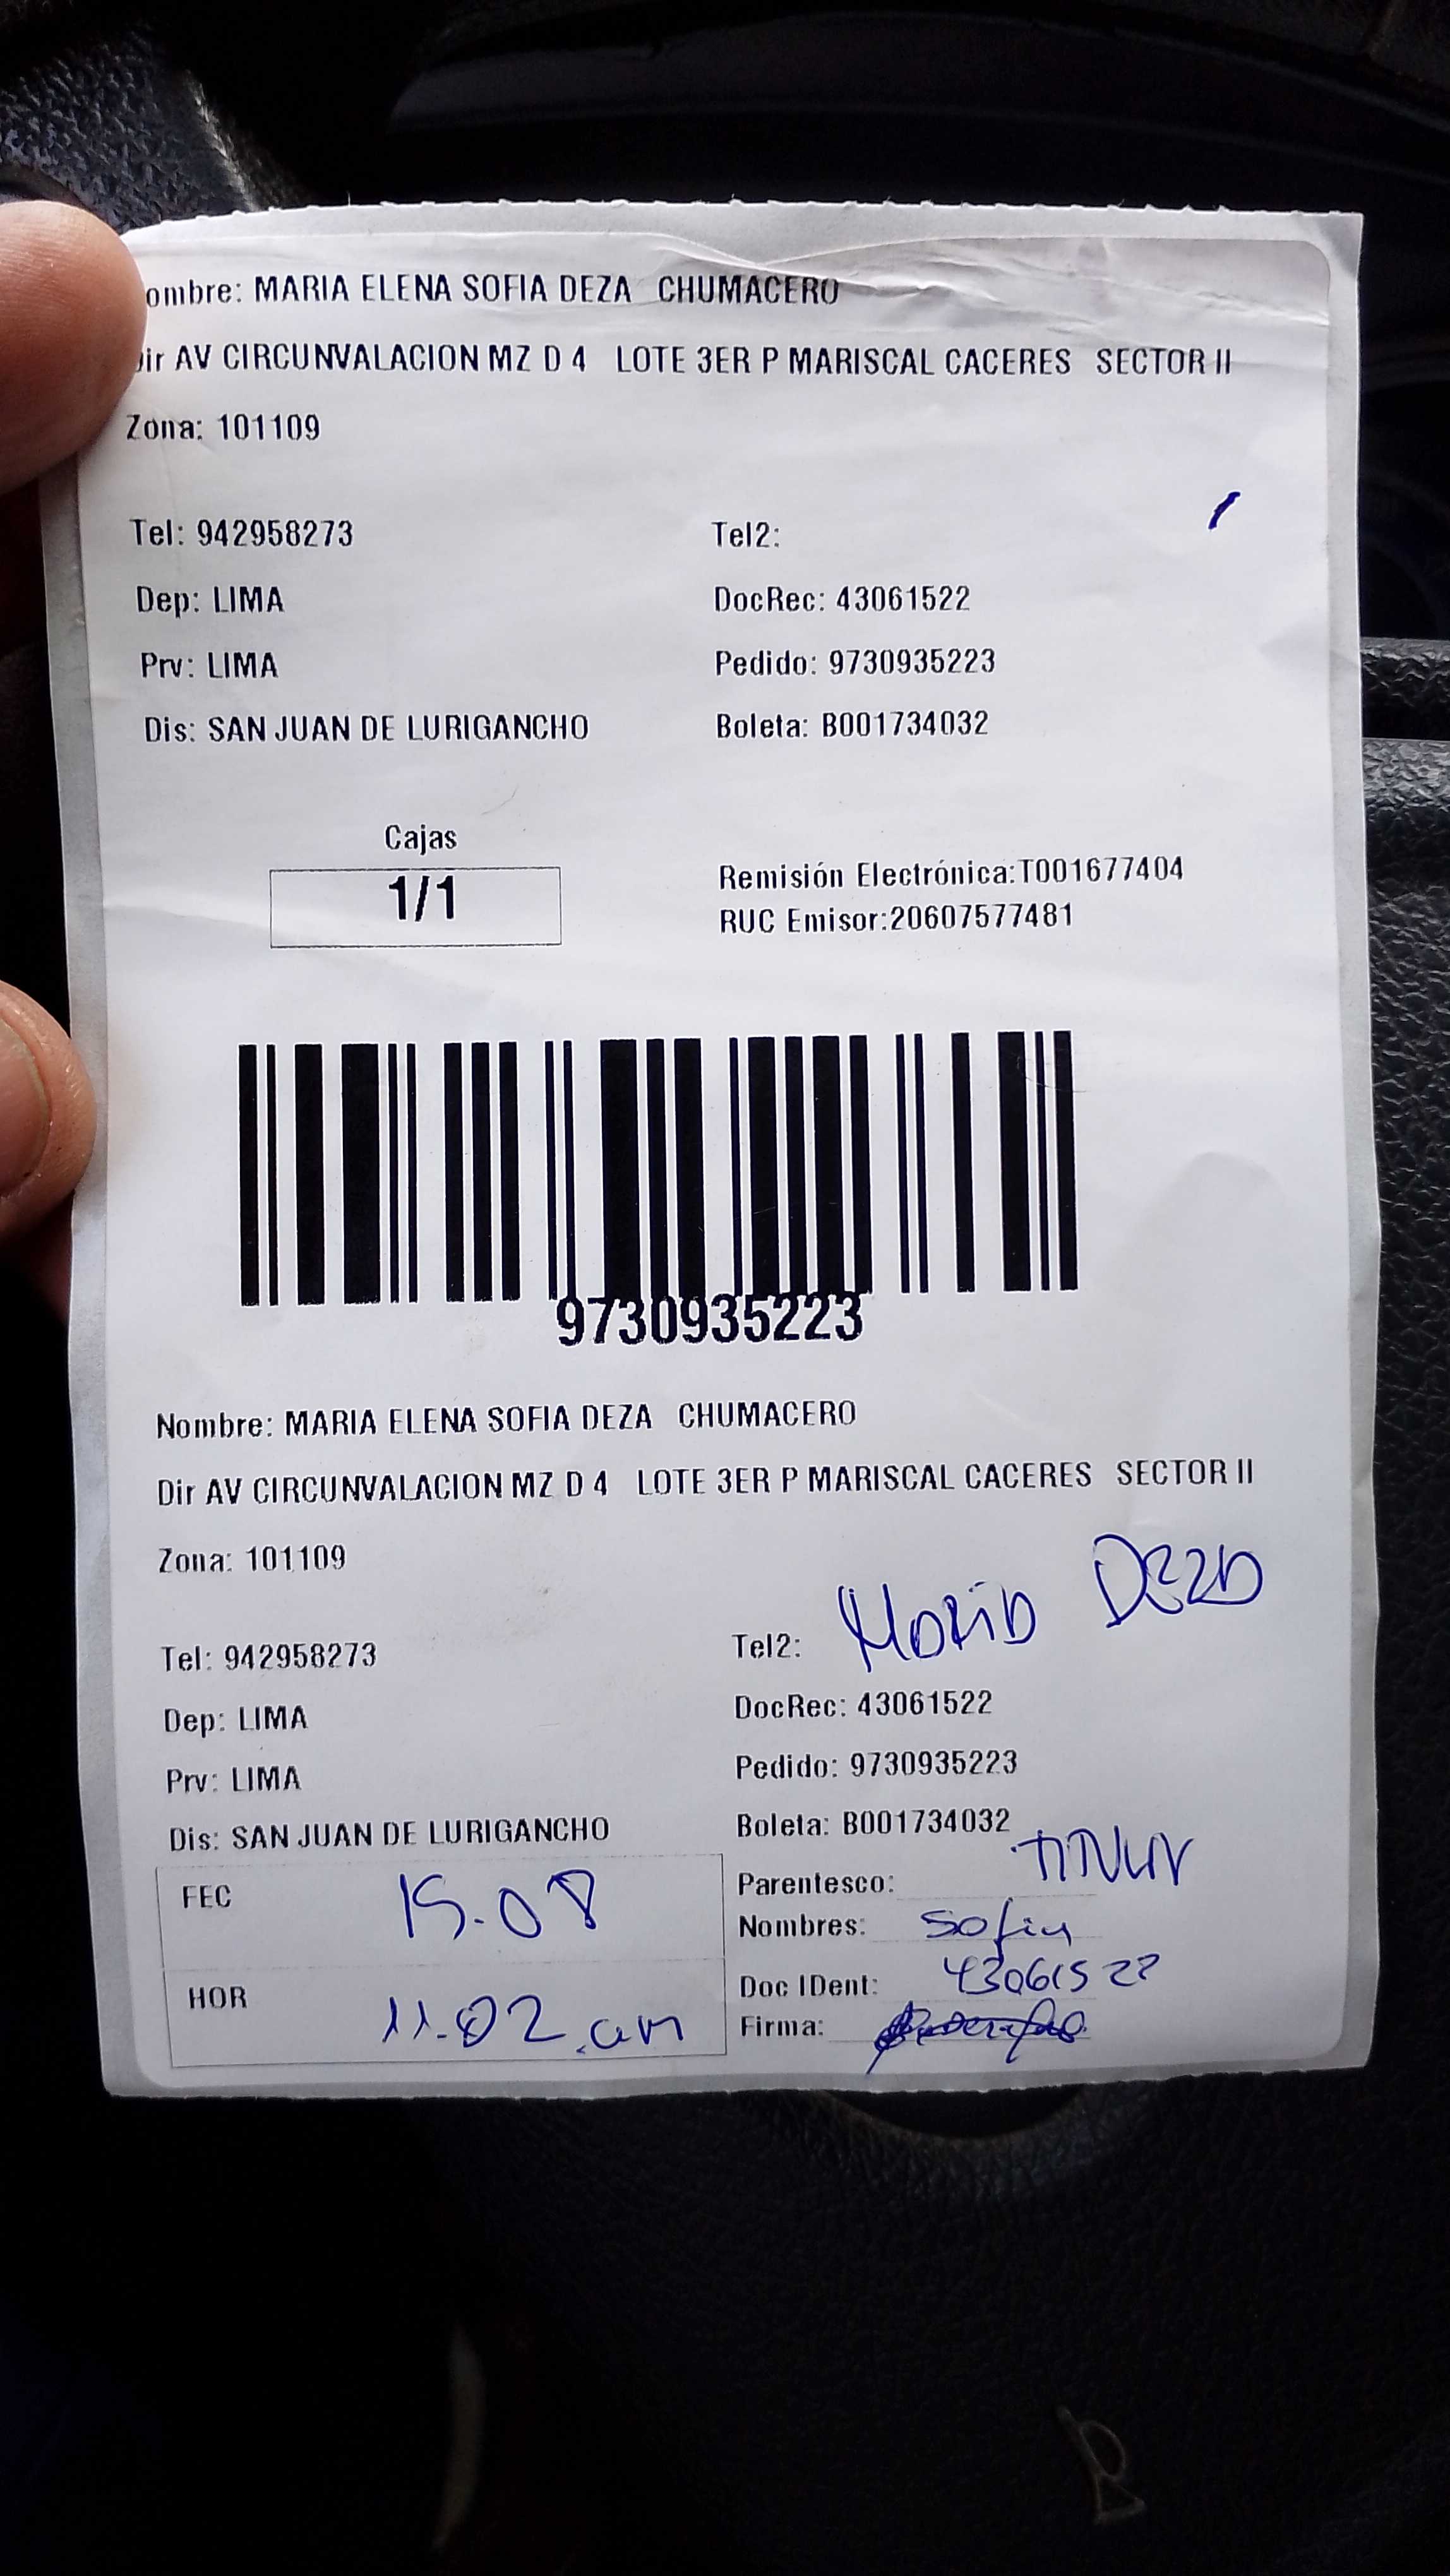 ombre: MARIA ELENA SOFIA DEZA CHUMACERO
Dir AV CIRCUNVALACION MZ D 4 LOTE 3ER P MARISCAL CACERES SECTOR II
Zona: 101109
Tel: 942958273 Tel2:
Dep: LIMA DocRec: 43061522
Prv: LIMA Pedido: 9730935223
Dis: SAN JUAN DE LURIGANCHO Boleta: B001734032
Cajas
1/1
Remisión Electrónica:T001677404
RUC Emisor:20607577481
9730935223
Nombre: MARIA ELENA SOFIA DEZA CHUMACERO
Dir AV CIRCUNVALACION MZ D 4 LOTE 3ER P MARISCAL CACERES SECTOR II
Zona: 101109
Tel: 942958273 Tel2: Maria Deza
Dep: LIMA DocRec: 43061522
Prv: LIMA Pedido: 9730935223
Dis: SAN JUAN DE LURIGANCHO Boleta: B001734032
FEC 15.08
Parentesco:
Nombres: Sofia
HOR 11.02.am
Doc IDent: 43061522
Firma: